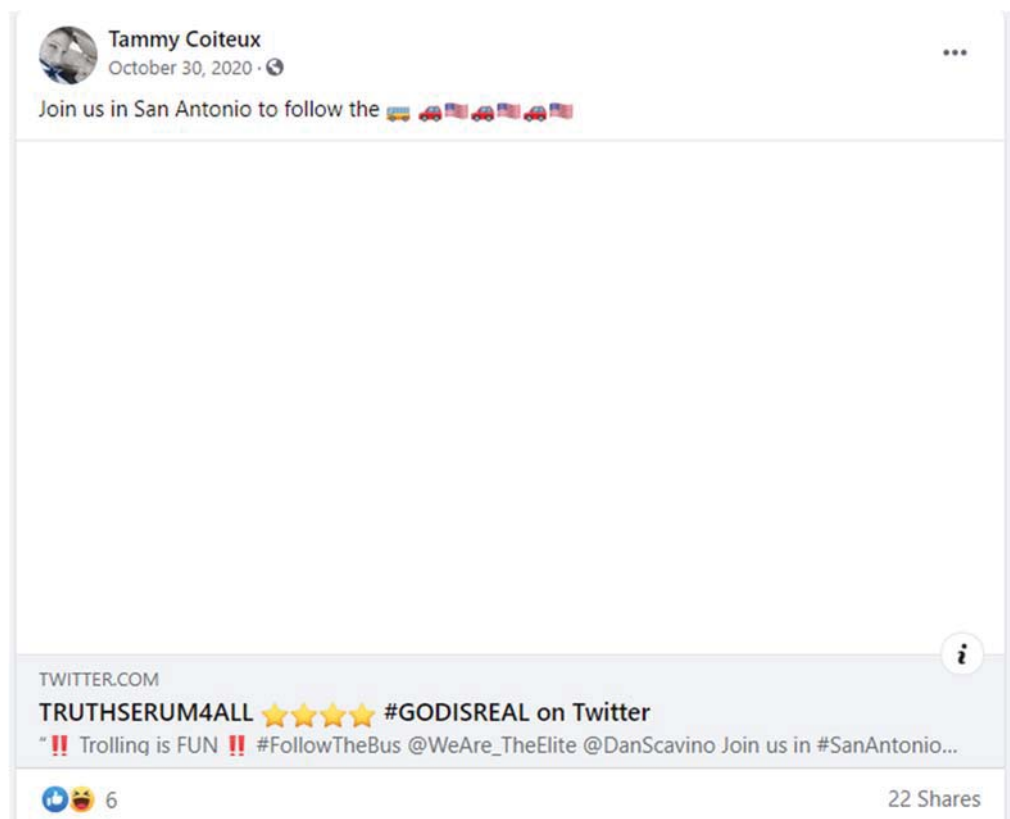 Tammy Coiteux
October 30, 2020 ·
Join us in San Antonio to follow the 🚌 🚗🇺🇸🚗🇺🇸🚗🇺🇸
TWITTER.COM
TRUTHSERUM4ALL ⭐⭐⭐⭐ #GODISREAL on Twitter
"‼️ Trolling is FUN ‼️ #FollowTheBus @WeAre_TheElite @DanScavino Join us in #SanAntonio...
6
22 Shares